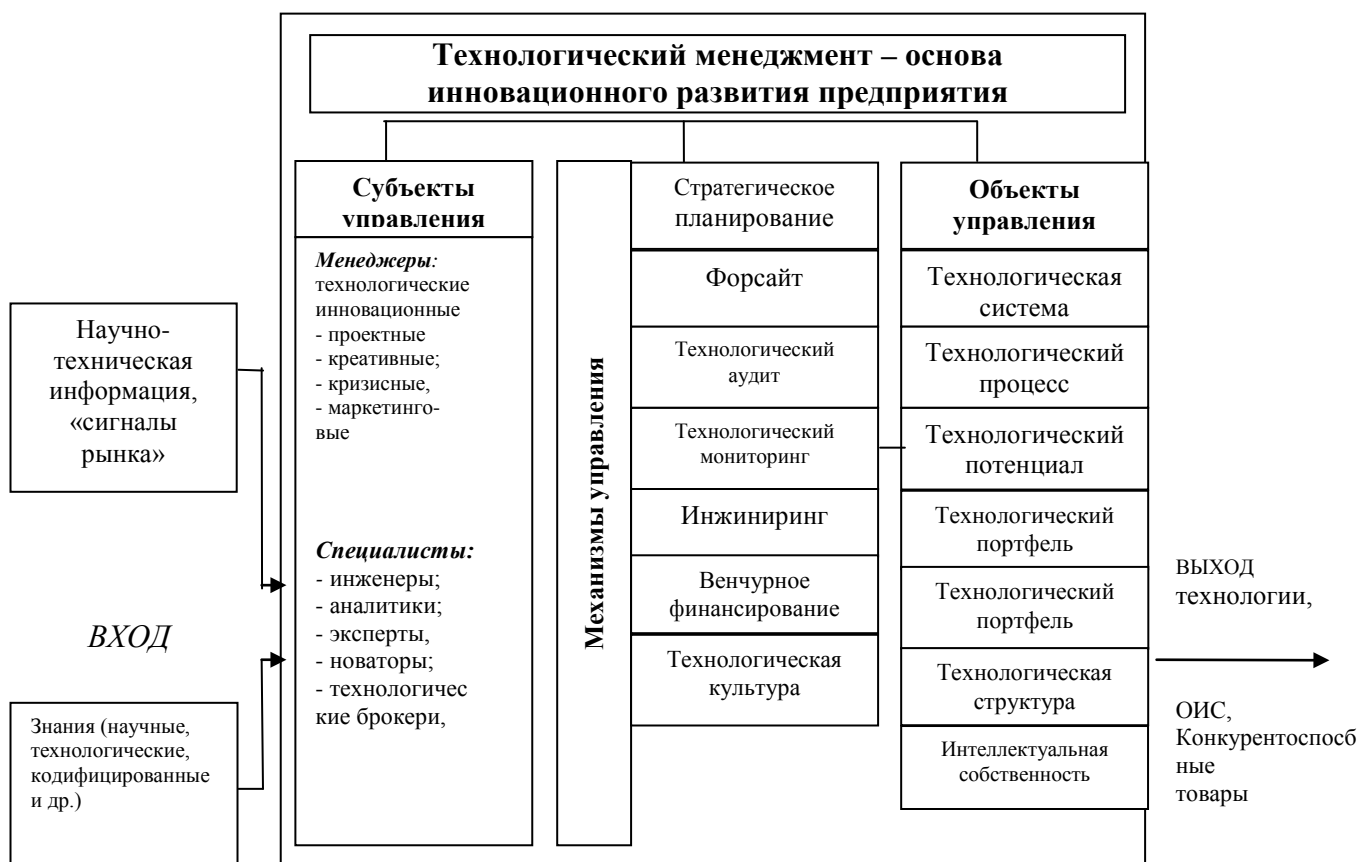 Технологический менеджмент – основа
инновационного развития предприятия
Научно-
техническая
информация,
«сигналы
рынка»
ВХОД
Знания (научные,
технологические,
кодифицированные
и др.)
Субъекты
управления
Менеджеры:
технологические
инновационные
- проектные
- креативные;
- кризисные,
- маркетинго-
вые
Специалисты:
- инженеры;
- аналитики;
- эксперты,
- новаторы;
- технологичес
кие брокери,
Механизмы управления
Стратегическое
планирование
Форсайт
Технологический
аудит
Технологический
мониторинг
Инжиниринг
Венчурное
финансирование
Технологическая
культура
Объекты
управления
Технологическая
система
Технологический
процесс
Технологический
потенциал
Технологический
портфель
Технологический
портфель
Технологическая
структура
Интеллектуальная
собственность
ВЫХОД
технологии,
ОИС,
Конкурентоспосб
ные
товары